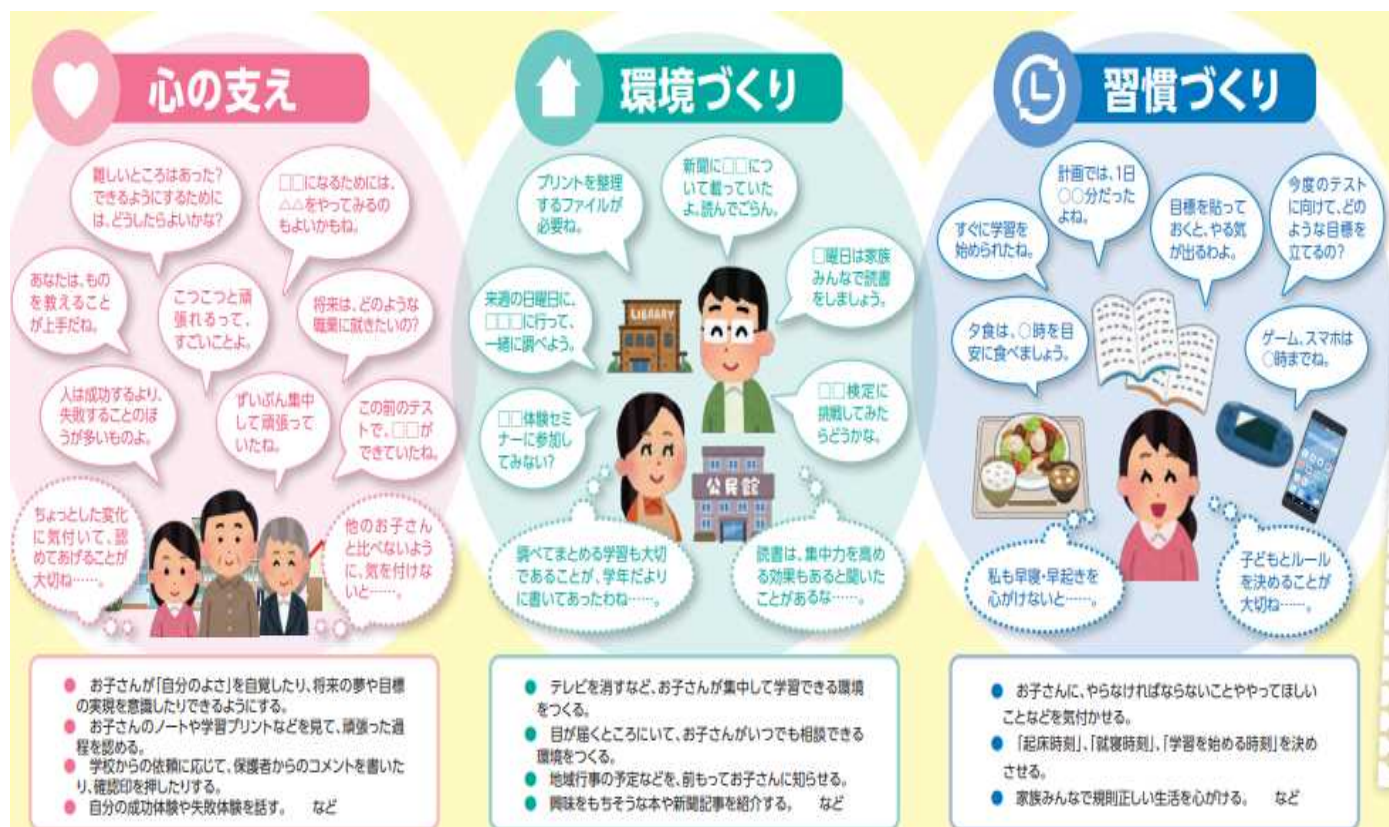 心の支え
難しいところはあった?
できるようにするために
は、どうしたらよいかな?
□□になるためには、
△△をやってみるの
もよいかもね。
あなたは、もの
を教えること
が上手だね。
こつこつと頑
張れるって、
すごいことよ。
将来は、どのような
職業に就きたいの?
人は成功するより、
失敗することのほ
うが多いものよ。
ずいぶん集中
して頑張って
いたね。
この前のテス
トで、□□が
できていたね。
ちょっとした変化
に気付いて、認
めてあげることが
大切ね……。
他のお子さん
と比べないよう
に、気を付けな
いと……。
● お子さんが「自分のよさ」を自覚したり、将来の夢や目標
の実現を意識したりできるようにする。
● お子さんのノートや学習プリントなどを見て、頑張った過
程を認める。
● 学校からの依頼に応じて、保護者からのコメントを書いた
り、確認印を押したりする。
● 自分の成功体験や失敗体験を話す。 など
環境づくり
プリントを整理
するファイルが
必要ね。
新聞に□□につ
いて載っていた
よ。読んでごらん。
来週の日曜日に、
□□□に行って、
一緒に調べよう。
LIBRARY
□曜日は家族
みんなで読書
をしましょう。
□□体験セミ
ナーに参加し
てみない?
□□検定に
挑戦してみた
らどうかな。
公民館
調べてまとめる学習も大切
であることが、学年だより
に書いてあったわね……。
読書は、集中力を高め
る効果もあると聞いた
ことがあるな……。
● テレビを消すなど、お子さんが集中して学習できる環境
をつくる。
● 目が届くところにいて、お子さんがいつでも相談できる
環境をつくる。
● 地域行事の予定などを、前もってお子さんに知らせる。
● 興味をもちそうな本や新聞記事を紹介する。 など
習慣づくり
すぐに学習を
始められたね。
計画では、1日
○○分だった
よね。
目標を貼って
おくと、やる気
が出るわよ。
今度のテスト
に向けて、どの
ような目標を
立てるの?
夕食は、○時を目
安に食べましょう。
ゲーム、スマホは
○時までね。
私も早寝・早起きを
心がけないと……。
子どもとルール
を決めることが
大切ね……。
● お子さんに、やらなければならないことややってほしい
ことなどを気付かせる。
● 「起床時刻」、「就寝時刻」、「学習を始める時刻」を決め
させる。
● 家族みんなで規則正しい生活を心がける。 など